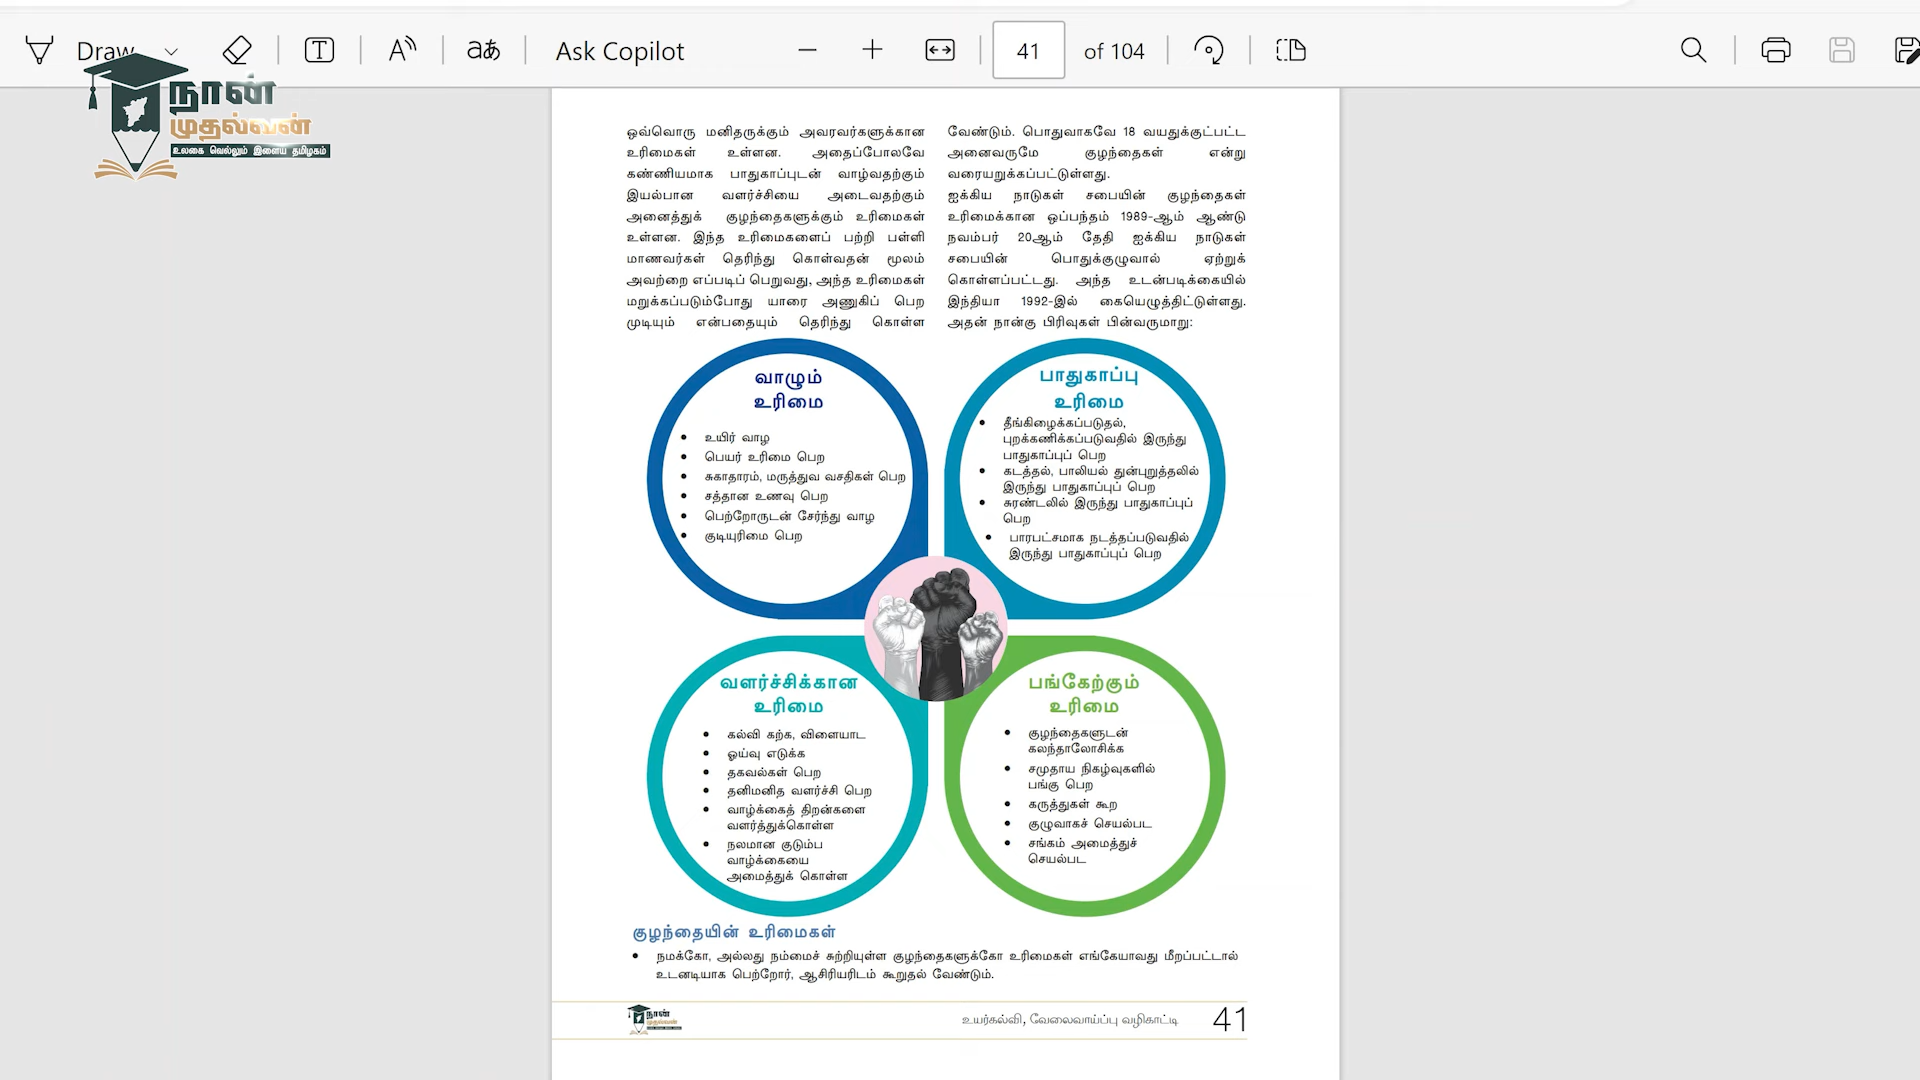 Draw
aあ
Ask Copilot
41
of 104
நான்
முதல்வன்
உலகை வெல்லும் இளைய தமிழகம்
ஒவ்வொரு மனிதருக்கும் அவரவர்களுக்கான
உரிமைகள் உள்ளன. அதைப்போலவே
கண்ணியமாக பாதுகாப்புடன் வாழ்வதற்கும்
இயல்பான வளர்ச்சியை அடைவதற்கும்
அனைத்துக் குழந்தைகளுக்கும் உரிமைகள்
உள்ளன. இந்த உரிமைகளைப் பற்றி பள்ளி
மாணவர்கள் தெரிந்து கொள்வதன் மூலம்
அவற்றை எப்படிப் பெறுவது, அந்த உரிமைகள்
மறுக்கப்படும்போது யாரை அணுகிப் பெற
முடியும் என்பதையும் தெரிந்து கொள்ள
வேண்டும். பொதுவாகவே 18 வயதுக்குட்பட்ட
அனைவருமே குழந்தைகள் என்று
வரையறுக்கப்பட்டுள்ளது.
ஐக்கிய நாடுகள் சபையின் குழந்தைகள்
உரிமைக்கான ஒப்பந்தம் 1989-ஆம் ஆண்டு
நவம்பர் 20ஆம் தேதி ஐக்கிய நாடுகள்
சபையின் பொதுக்குழுவால் ஏற்றுக்
கொள்ளப்பட்டது. அந்த உடன்படிக்கையில்
இந்தியா 1992-இல் கையெழுத்திட்டுள்ளது.
அதன் நான்கு பிரிவுகள் பின்வருமாறு:
வாழும்
உரிமை
• உயிர் வாழ
• பெயர் உரிமை பெற
• சுகாதாரம், மருத்துவ வசதிகள் பெற
• சத்தான உணவு பெற
• பெற்றோருடன் சேர்ந்து வாழ
• குடியுரிமை பெற
பாதுகாப்பு
உரிமை
• தீங்கிழைக்கப்படுதல்,
புறக்கணிக்கப்படுவதில் இருந்து
பாதுகாப்புப் பெற
• கடத்தல், பாலியல் துன்புறுத்தலில்
இருந்து பாதுகாப்புப் பெற
• சுரண்டலில் இருந்து பாதுகாப்புப்
பெற
• பாரபட்சமாக நடத்தப்படுவதில்
இருந்து பாதுகாப்புப் பெற
வளர்ச்சிக்கான
உரிமை
• கல்வி கற்க, விளையாட
• ஓய்வு எடுக்க
• தகவல்கள் பெற
• தனிமனித வளர்ச்சி பெற
• வாழ்க்கைத் திறன்களை
வளர்த்துக்கொள்ள
• நலமான குடும்ப
வாழ்க்கையை
அமைத்துக் கொள்ள
பங்கேற்கும்
உரிமை
• குழந்தைகளுடன்
கலந்தாலோசிக்க
• சமுதாய நிகழ்வுகளில்
பங்கு பெற
• கருத்துகள் கூற
• குழுவாகச் செயல்பட
• சங்கம் அமைத்துச்
செயல்பட
குழந்தையின் உரிமைகள்
• நமக்கோ, அல்லது நம்மைச் சுற்றியுள்ள குழந்தைகளுக்கோ உரிமைகள் எங்கேயாவது மீறப்பட்டால்
உடனடியாக பெற்றோர், ஆசிரியரிடம் கூறுதல் வேண்டும்.
நான்
முதல்வன்
உயர்கல்வி, வேலைவாய்ப்பு வழிகாட்டி
41